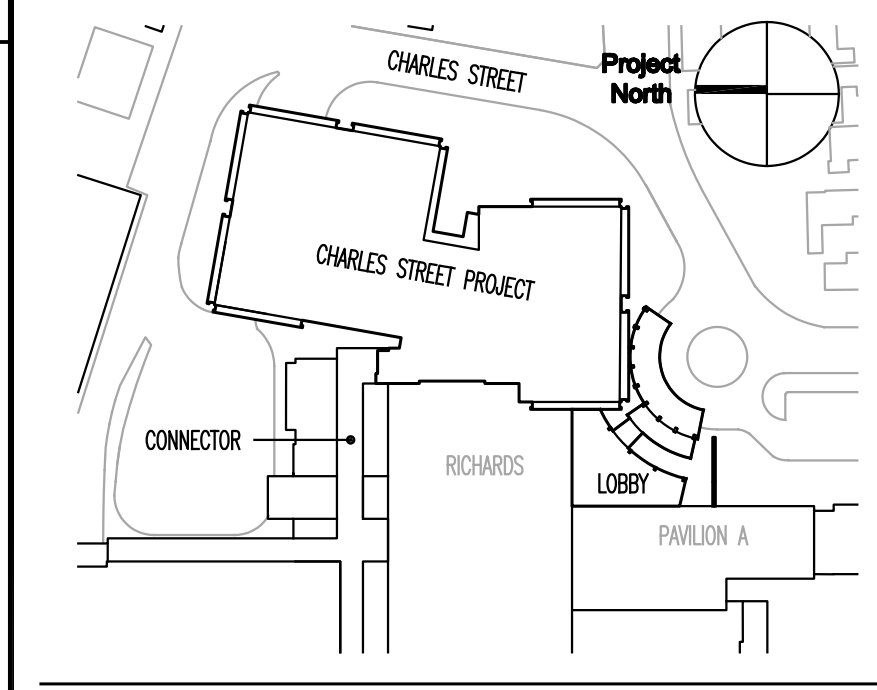 CHARLES STREET
Project
North
CHARLES STREET PROJECT
CONNECTOR
RICHARDS
LOBBY
PAVILION A